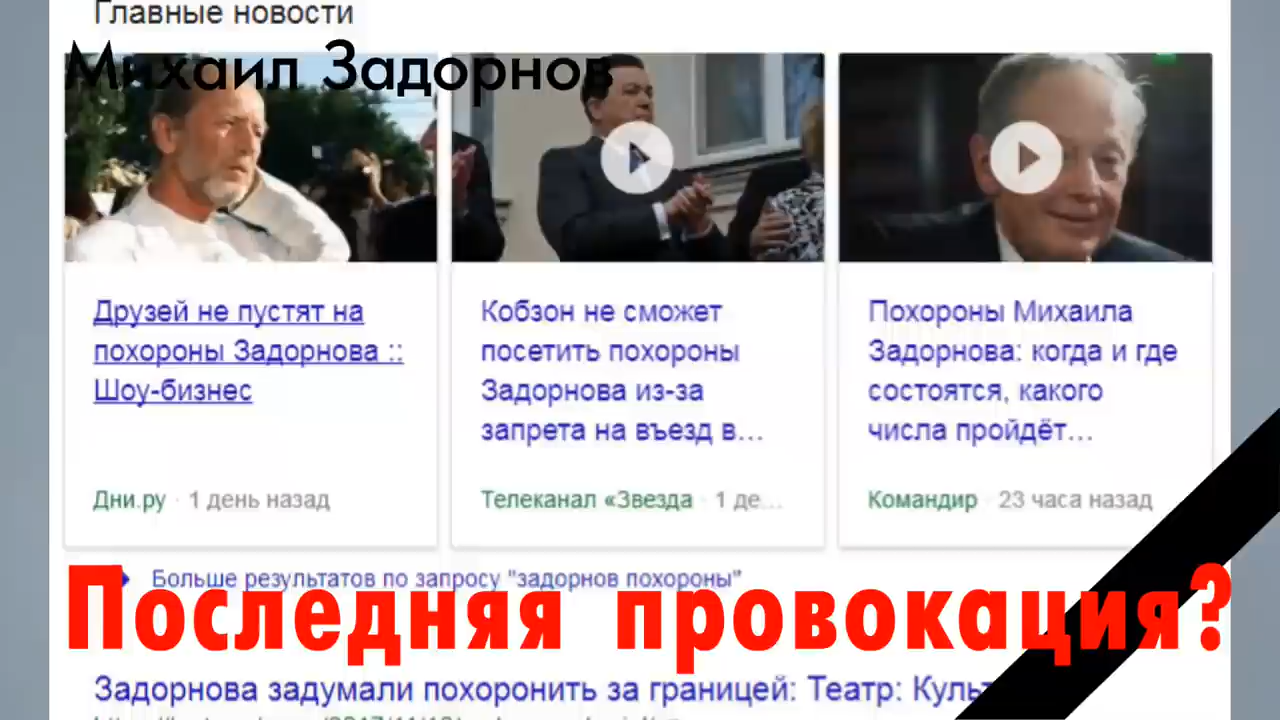 Главные новости
Михаил Задорнов
Друзей не пустят на
похороны Задорнова ::
Шоу-бизнес
Дни.ру · 1 день назад
Кобзон не сможет
посетить похороны
Задорнова из-за
запрета на въезд в...
Телеканал «Звезда · 1 де...
Похороны Михаила
Задорнова: когда и где
состоятся, какого
числа пройдёт...
Командир · 23 часа назад
Больше результатов по запросу "задорнов похороны"
Последняя провокация?
Задорнова задумали похоронить за границей: Театр: Культ